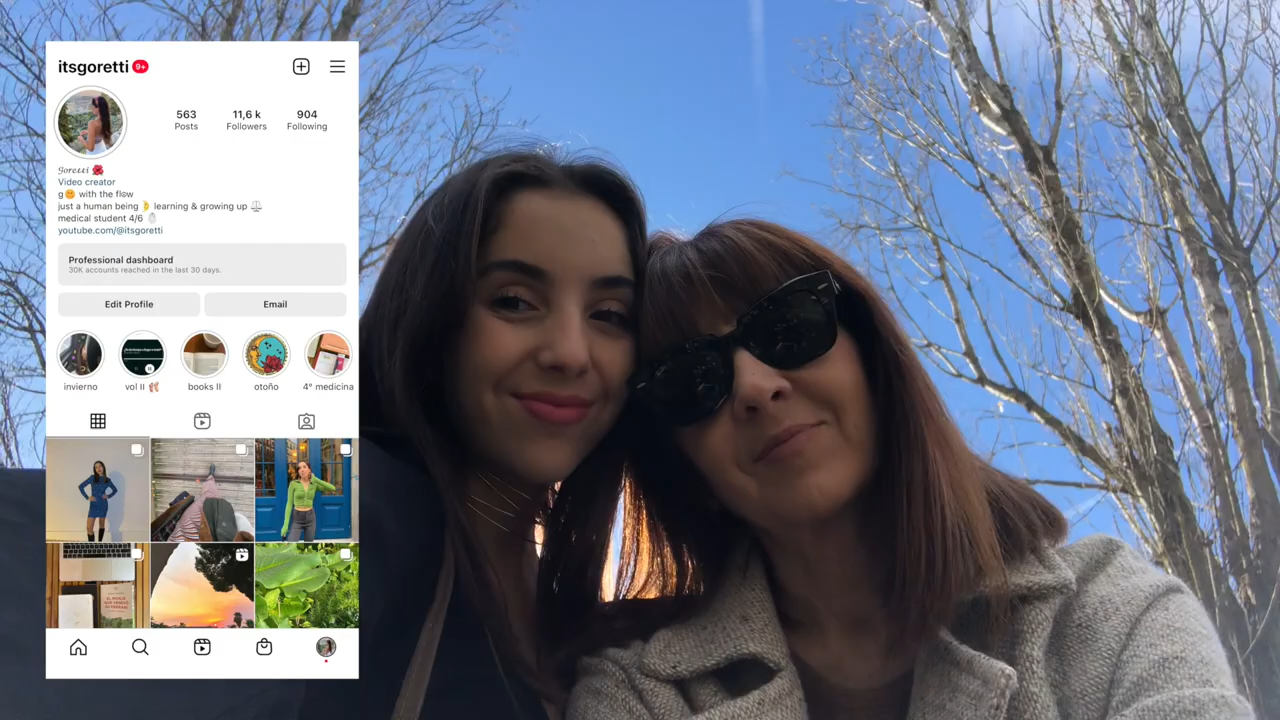 itsgoretti 9+
563 11,6 k 904
Posts Followers Following
𝓰𝓸𝓻𝓮𝓽𝓽𝓲 🌺
Video creator
g🤭 with the fløw
just a human being 🌛 learning & growing up ⚖️
medical student 4/6
youtube.com/@itsgoretti
Professional dashboard
30K accounts reached in the last 30 days.
Edit Profile Email
invierno vol II books II otoño 4° medicina